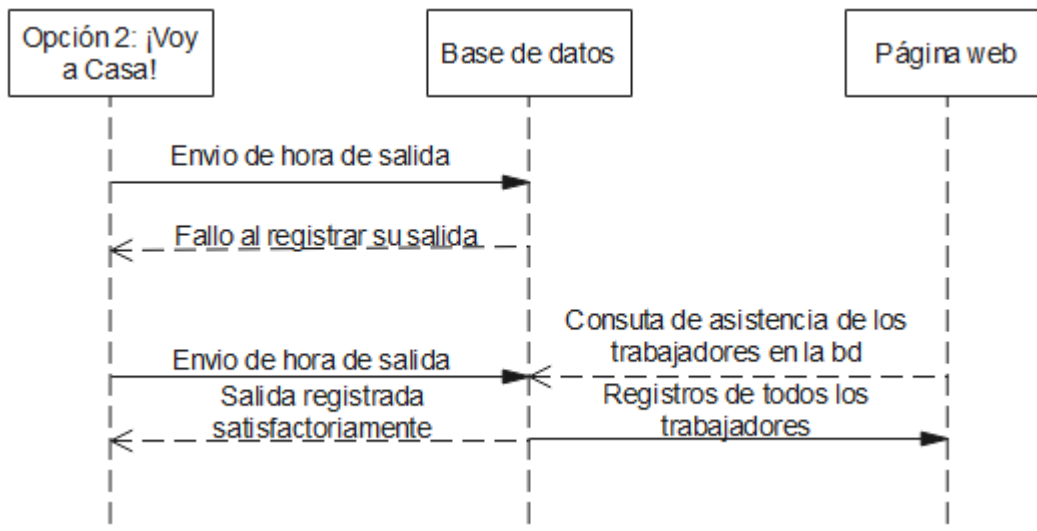 Opción 2: ¡Voy
a Casa!
Base de datos
Página web
Envio de hora de salida
Fallo al registrar su salida
Consuta de asistencia de los
trabajadores en la bd
Envio de hora de salida
Salida registrada
satisfactoriamente
Registros de todos los
trabajadores